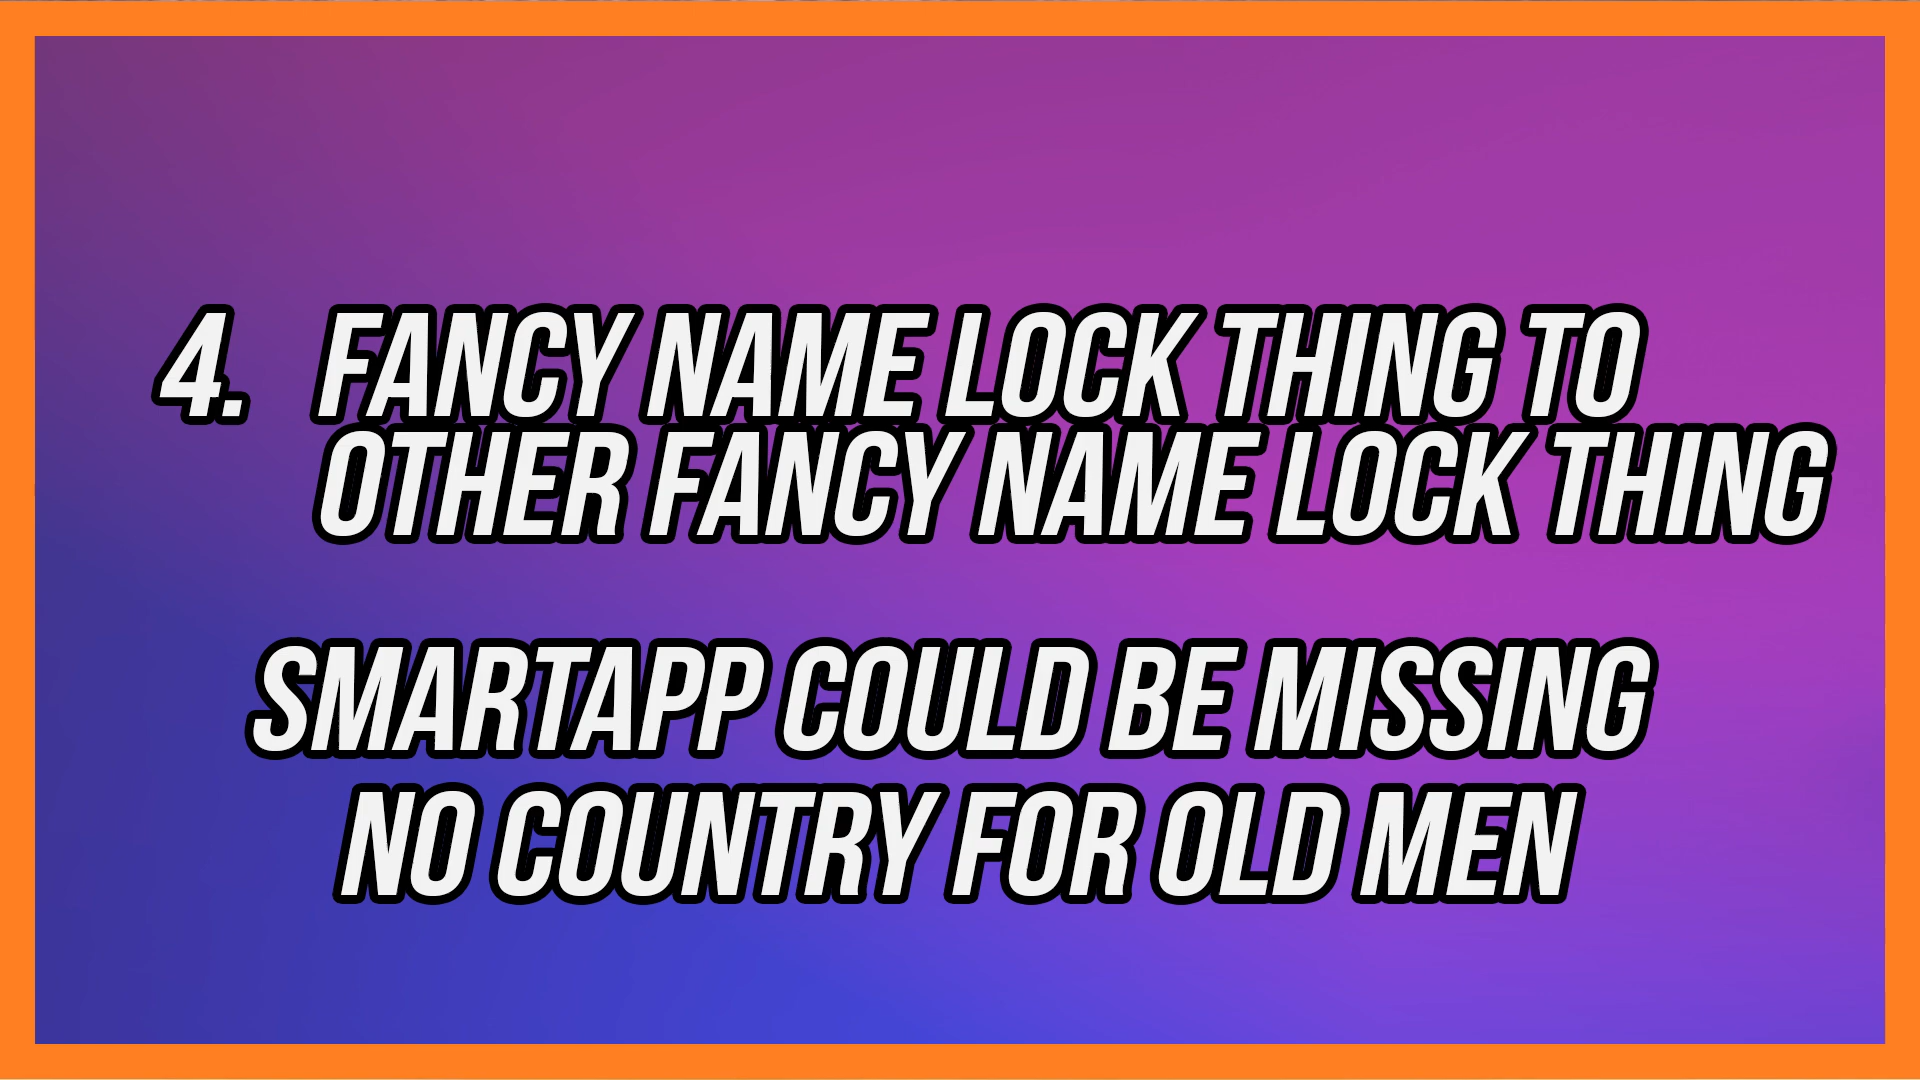 4. FANCY NAME LOCK THING TO
OTHER FANCY NAME LOCK THING
SMARTAPP COULD BE MISSING
NO COUNTRY FOR OLD MEN